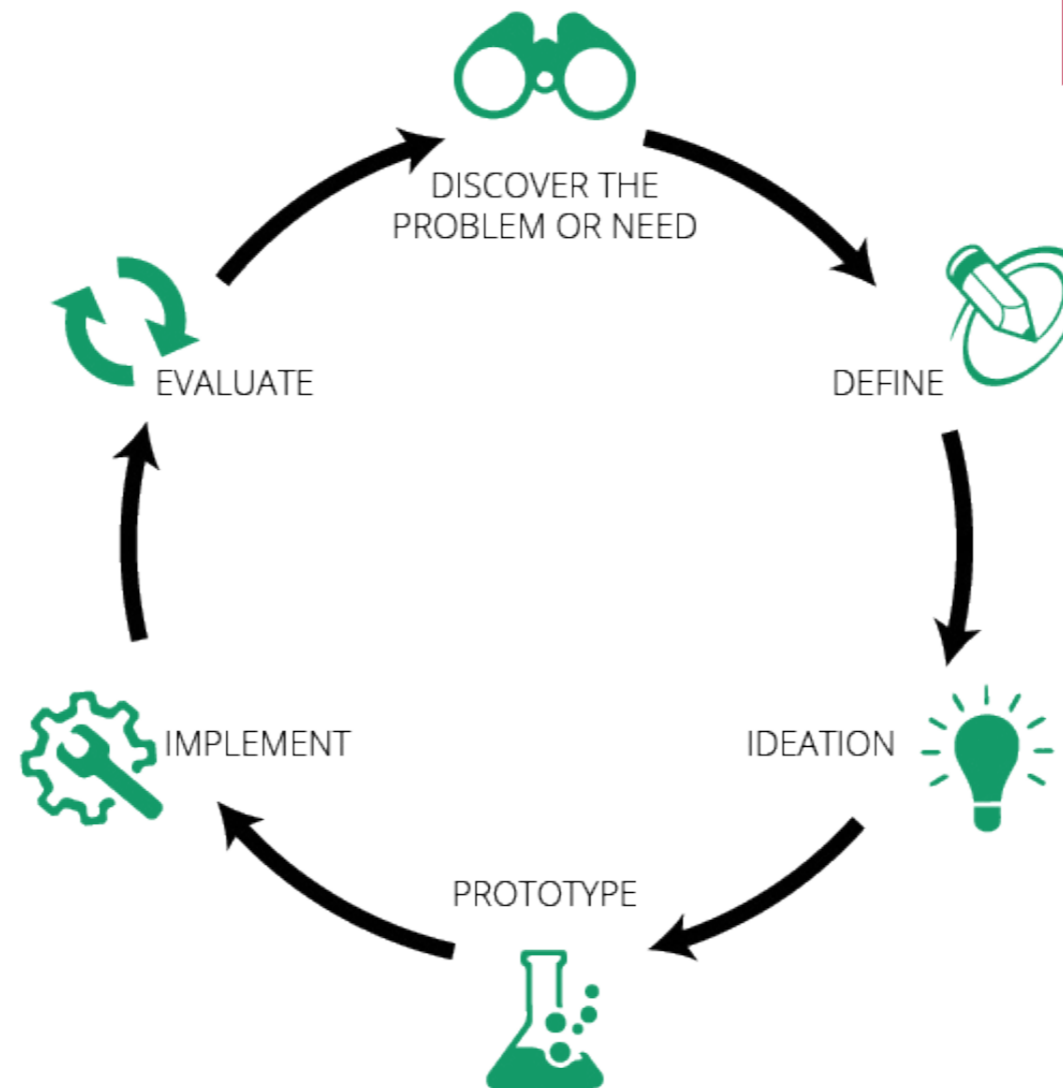 DISCOVER THE
PROBLEM OR NEED
DEFINE
IDEATION
PROTOTYPE
IMPLEMENT
EVALUATE